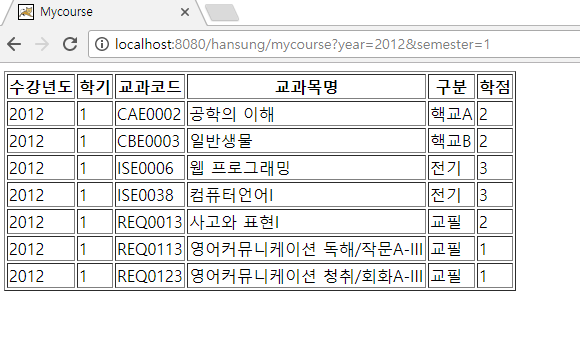 Mycourse
localhost:8080/hansung/mycourse?year=2012&semester=1
수강년도 학기 교과코드 교과목명 구분 학점
2012 1 CAE0002 공학의 이해 핵교A 2
2012 1 CBE0003 일반생물 핵교B 2
2012 1 ISE0006 웹 프로그래밍 전기 3
2012 1 ISE0038 컴퓨터언어I 전기 3
2012 1 REQ0013 사고와 표현I 교필 2
2012 1 REQ0113 영어커뮤니케이션 독해/작문A-III 교필 1
2012 1 REQ0123 영어커뮤니케이션 청취/회화A-III 교필 1